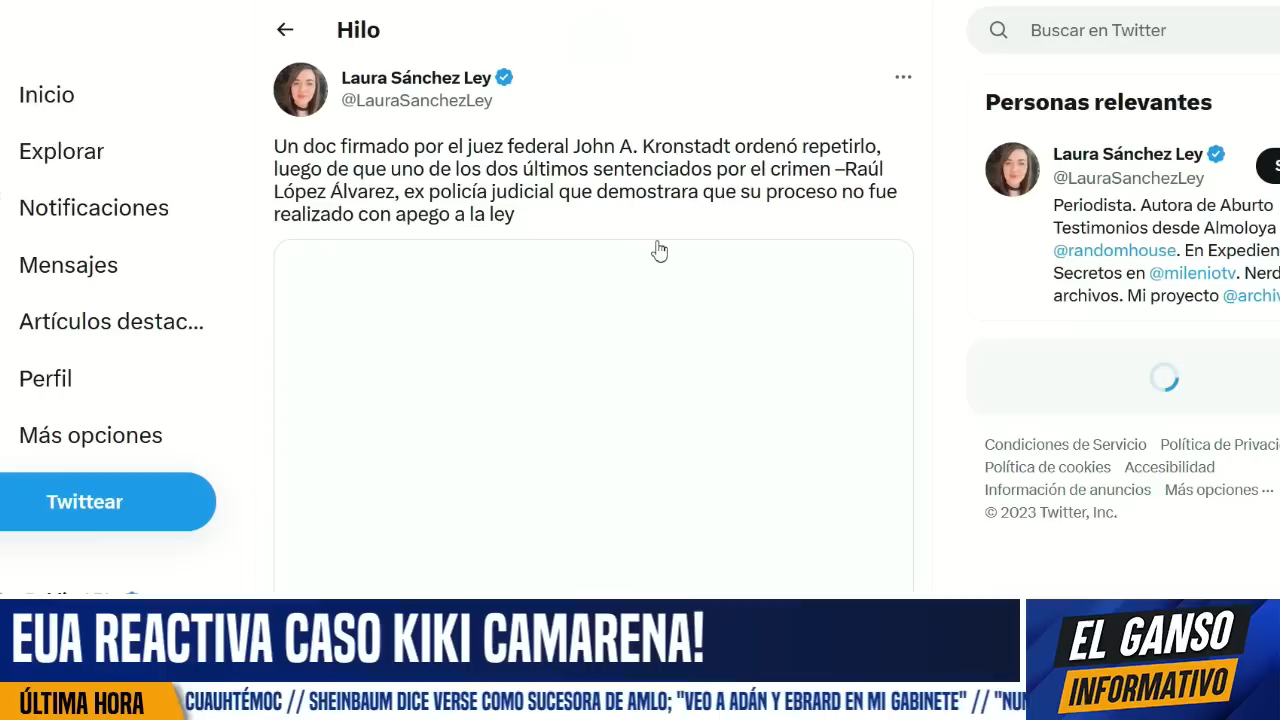 Hilo
Buscar en Twitter
Laura Sánchez Ley
@LauraSanchezLey
Inicio
Explorar
Notificaciones
Mensajes
Artículos destac...
Perfil
Más opciones
Twittear
Un doc firmado por el juez federal John A. Kronstadt ordenó repetirlo,
luego de que uno de los dos últimos sentenciados por el crimen –Raúl
López Álvarez, ex policía judicial que demostrara que su proceso no fue
realizado con apego a la ley
Personas relevantes
Laura Sánchez Ley
@LauraSanchezLey
Periodista. Autora de Aburto
Testimonios desde Almoloya
@randomhouse. En Expedien
Secretos en @mileniotv. Nerd
archivos. Mi proyecto @archiv
Condiciones de Servicio Política de Privaci
Política de cookies Accesibilidad
Información de anuncios Más opciones ···
© 2023 Twitter, Inc.
EUA REACTIVA CASO KIKI CAMARENA!
EL GANSO
INFORMATIVO
ÚLTIMA HORA
CUAUHTÉMOC // SHEINBAUM DICE VERSE COMO SUCESORA DE AMLO; "VEO A ADÁN Y EBRARD EN MI GABINETE" // "NUN